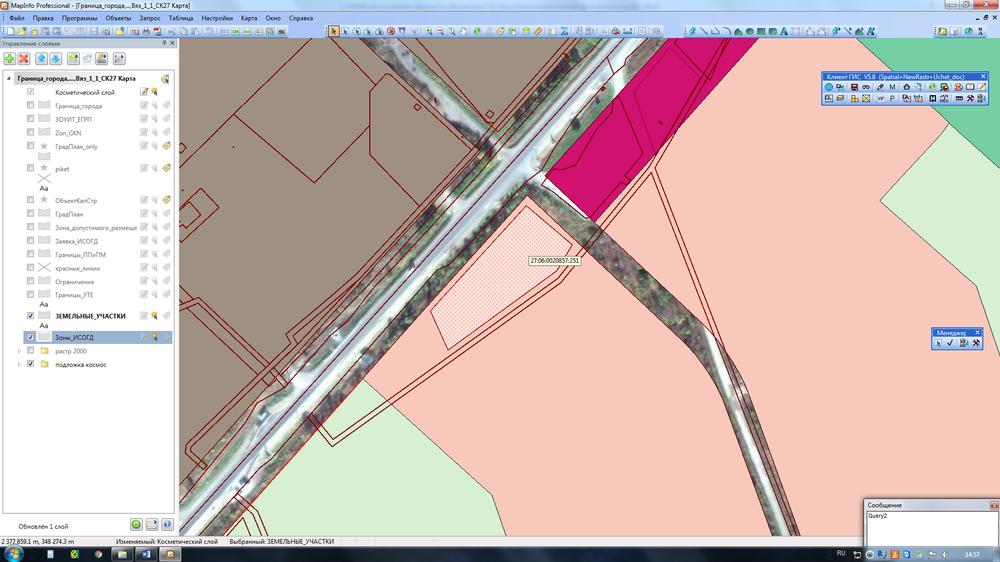 MapInfo Professional - [Граница_города,...,Вяз_1_1_СК27 Карта]
Файл Правка Программы Объекты Запрос Таблица Настройки Карта Окно Справка
Управление слоями
Граница_города,...,Вяз_1_1_СК27 Карта
Косметический слой
Граница_города
ЗОУИТ_ЕГРП
Zon_GKN
ГрадПлан_only
piket
Aa
ОбъектКапСтр
ГрадПлан
Зона_допустимого_размеще
Заявка_ИСОГД
Границы_ППиПМ
красные_линии
Ограничения
Границы_УТЕ
Aa
ЗЕМЕЛЬНЫЕ_УЧАСТКИ
Aa
Зоны_ИСОГД
растр 2000
подложка космос
Обновлён 1 слой
27:06:0020857:251
Клиент ГИС V5.8 (Spatial+NewRastr+Uchet_doc)
M
P
JAN
DEC
Менеджер
Сообщение
Query2
2 377 859.1 m, 348 274.3 m
Изменяемый: Косметический слой
Выбранный: ЗЕМЕЛЬНЫЕ_УЧАСТКИ
RU
14:57